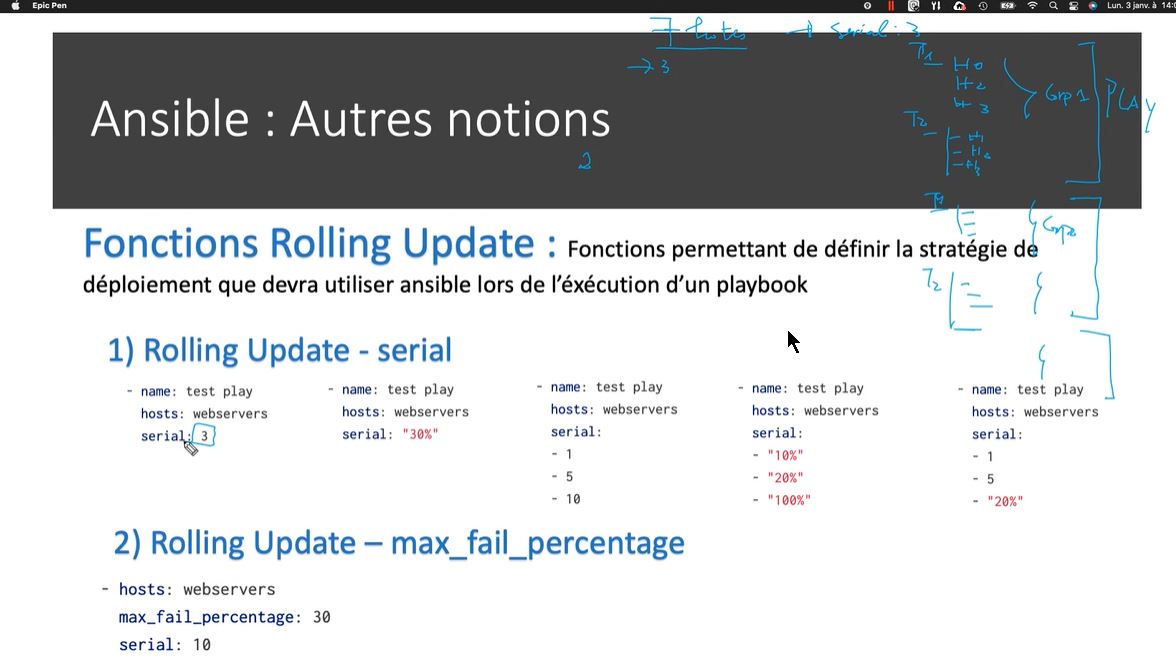 Epic Pen
Lun. 3 janv. à 14:0
7 hotes → serial: 3
→ 3
T1
H2
H3
Grp 1
PLAY
T2
H1
H2
H3
Ansible : Autres notions
2
T1
Grp2
T2
Fonctions Rolling Update : Fonctions permettant de définir la stratégie de
déploiement que devra utiliser ansible lors de l’éxécution d’un playbook
1) Rolling Update - serial
- name: test play
hosts: webservers
serial: 3
- name: test play
hosts: webservers
serial: "30%"
- name: test play
hosts: webservers
serial:
- 1
- 5
- 10
- name: test play
hosts: webservers
serial:
- "10%"
- "20%"
- "100%"
- name: test play
hosts: webservers
serial:
- 1
- 5
- "20%"
2) Rolling Update – max_fail_percentage
- hosts: webservers
max_fail_percentage: 30
serial: 10